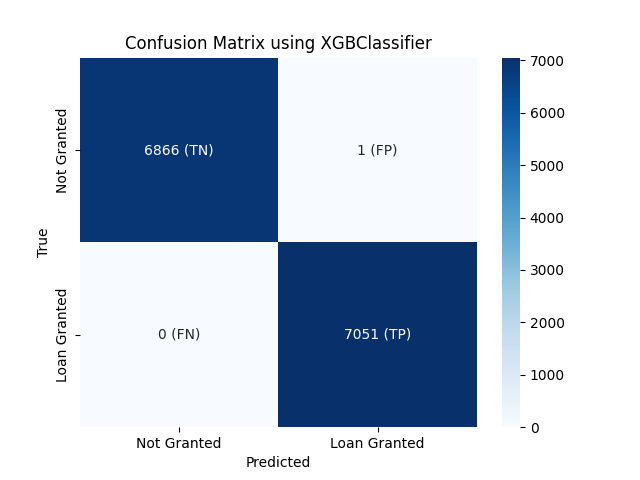 Confusion Matrix using XGBClassifier
Not Granted
Loan Granted
True
6866 (TN)
1 (FP)
0 (FN)
7051 (TP)
Not Granted
Loan Granted
Predicted
7000
6000
5000
4000
3000
2000
1000
0